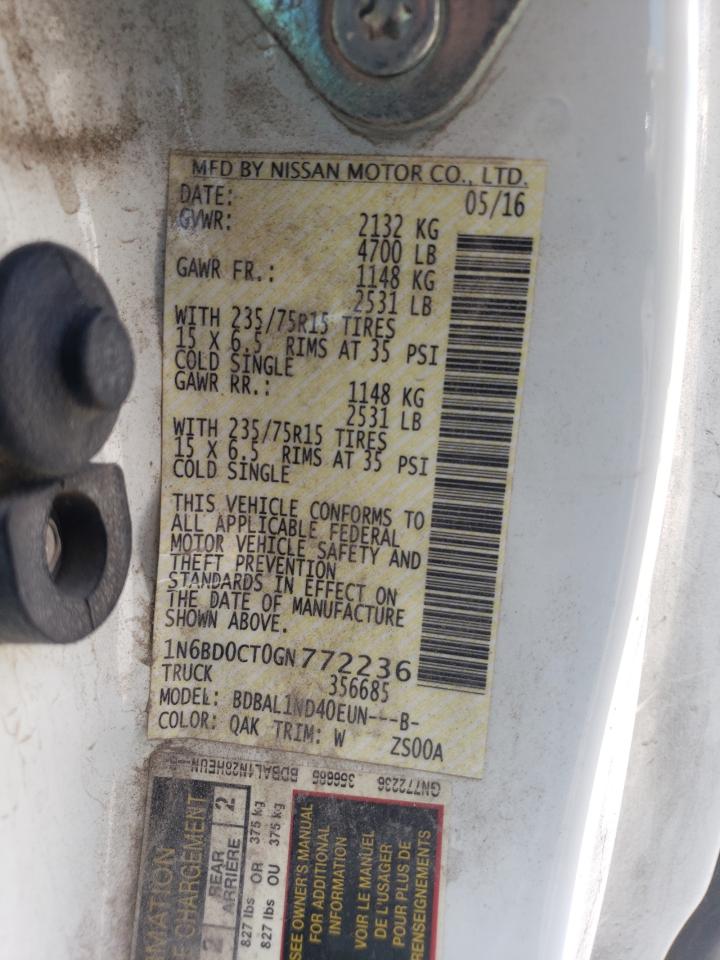 MFD BY NISSAN MOTOR CO., LTD.
DATE: 05/16
GVWR: 2132 KG
4700 LB
GAWR FR.: 1148 KG
2531 LB
WITH 235/75R15 TIRES
15 X 6.5 RIMS AT 35 PSI
COLD SINGLE
GAWR RR.: 1148 KG
2531 LB
WITH 235/75R15 TIRES
15 X 6.5 RIMS AT 35 PSI
COLD SINGLE
THIS VEHICLE CONFORMS TO
ALL APPLICABLE FEDERAL
MOTOR VEHICLE SAFETY AND
THEFT PREVENTION
STANDARDS IN EFFECT ON
THE DATE OF MANUFACTURE
SHOWN ABOVE.
1N6BD0CT0GN772236
TRUCK 356685
MODEL: BDBAL1ND40EUN---B-
COLOR: QAK TRIM: W ZS00A
GN772236 356685
REAR 2
ARRIÈRE
827 lbs OR 375 kg
827 lbs OU 375 kg
SEE OWNER'S MANUAL
FOR ADDITIONAL
INFORMATION
VOIR LE MANUEL
DE L'USAGER
POUR PLUS DE
RENSEIGNEMENTS